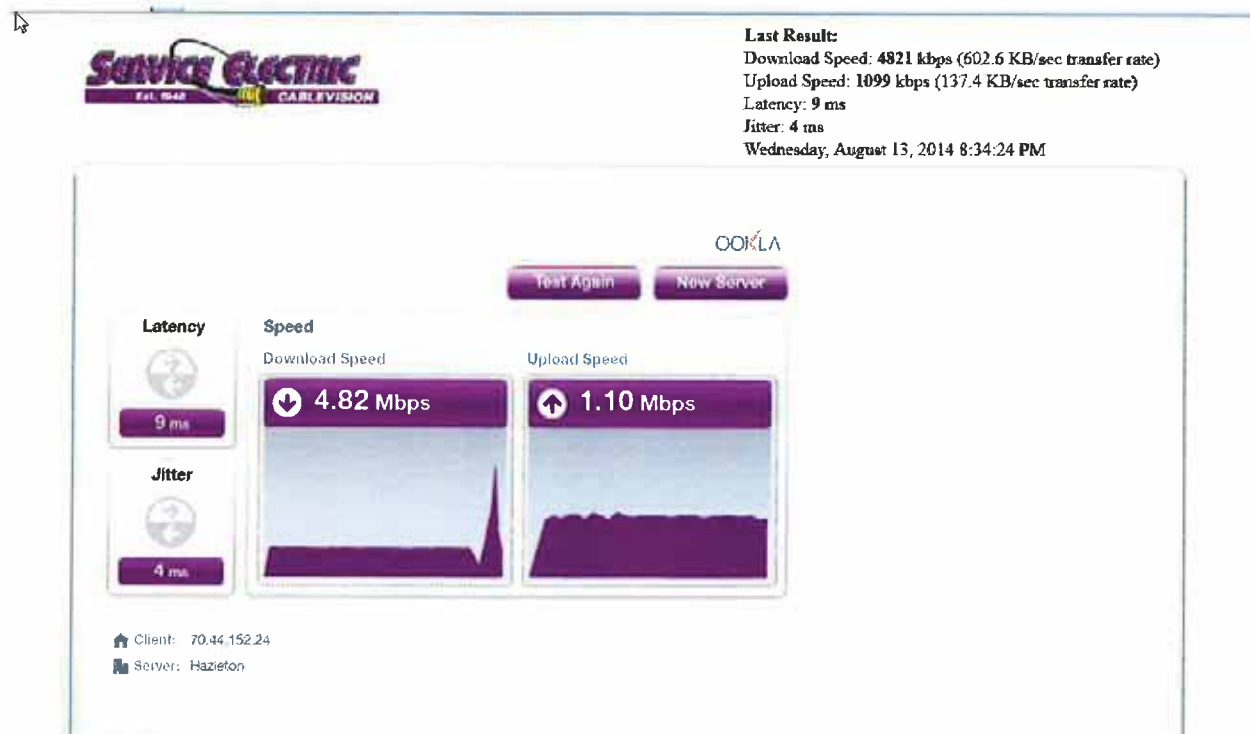 SERVICE ELECTRIC
Est. 1948 CABLEVISION
Last Result:
Download Speed: 4821 kbps (602.6 KB/sec transfer rate)
Upload Speed: 1099 kbps (137.4 KB/sec transfer rate)
Latency: 9 ms
Jitter: 4 ms
Wednesday, August 13, 2014 8:34:24 PM
OOKLA
Test Again New Server
Latency
9 ms
Jitter
4 ms
Speed
Download Speed Upload Speed
4.82 Mbps 1.10 Mbps
Client: 70.44.152.24
Server: Hazleton